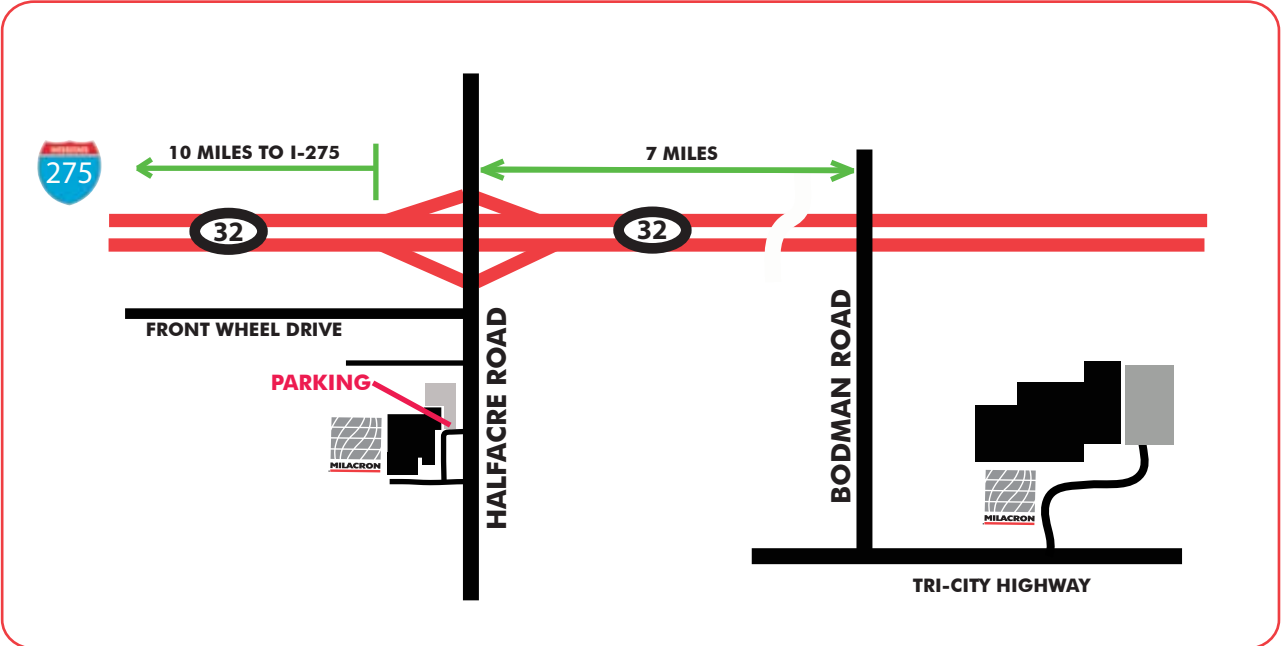 10 MILES TO I-275
7 MILES
275
32
32
FRONT WHEEL DRIVE
HALFACRE ROAD
BODMAN ROAD
PARKING
MILACRON
MILACRON
TRI-CITY HIGHWAY